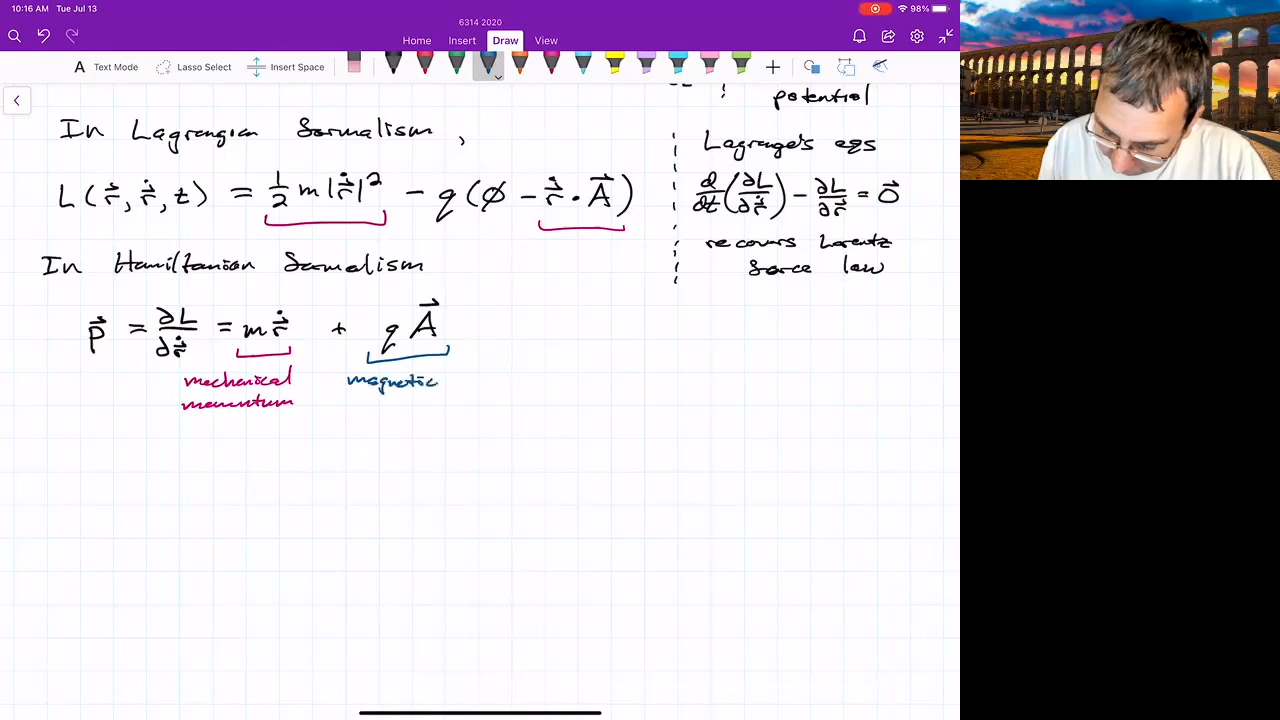 10:16 AM Tue Jul 13
98%
6314 2020
Home Insert Draw View
A Text Mode Lasso Select Insert Space
potential
In Lagrangian formalism,
L(r⃗, ṙ⃗, t) = 1/2 m|ṙ⃗|² - q(φ - ṙ⃗ · A⃗)
Lagrange's eqs
d/dt(∂L/∂ṙ⃗) - ∂L/∂r⃗ = 0⃗
recovers Lorentz
force law
In Hamiltonian formalism
p⃗ = ∂L/∂ṙ⃗ = mṙ⃗ + qA⃗
mechanical
momentum
magnetic